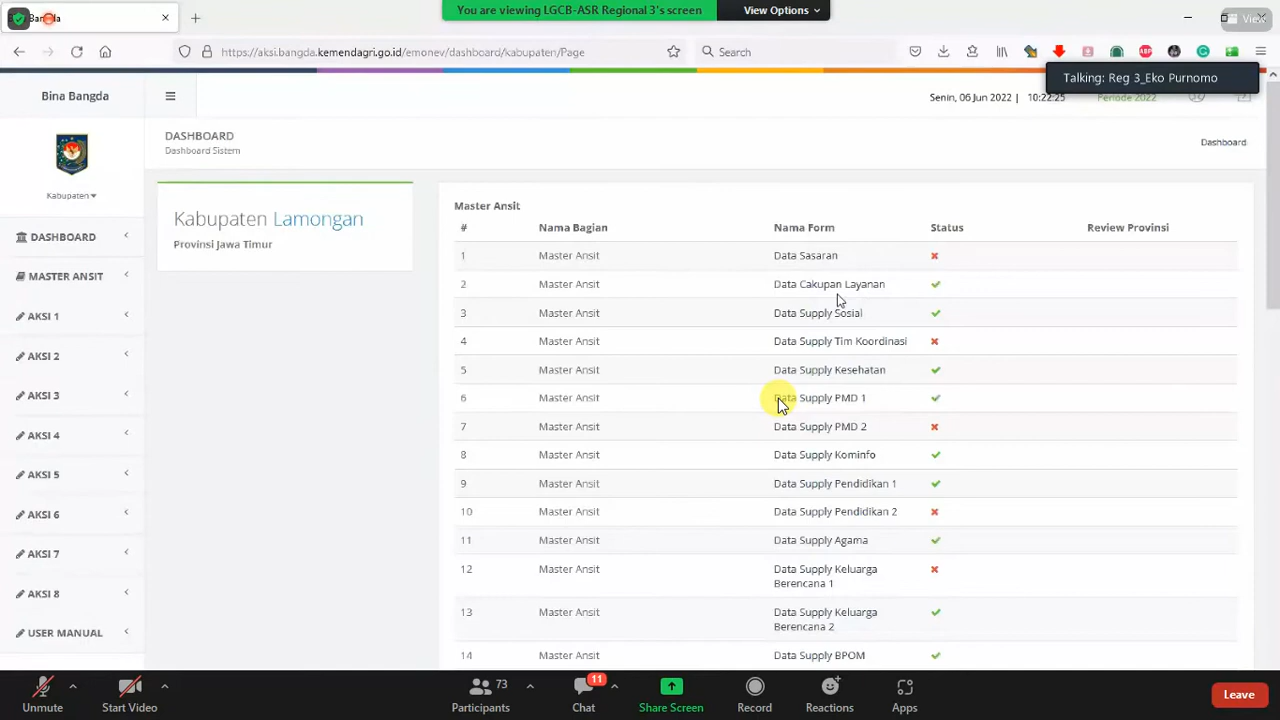 You are viewing LGCB-ASR Regional 3's screen
View Options
View
https://aksi.bangda.kemendagri.go.id/emonev/dashboard/kabupaten/Page
Search
Talking: Reg 3_Eko Purnomo
Bina Bangda
Senin, 06 Jun 2022 | 10:22:25
Periode 2022
DASHBOARD
Dashboard Sistem
Dashboard
Kabupaten
Kabupaten Lamongan
Provinsi Jawa Timur
DASHBOARD
MASTER ANSIT
AKSI 1
AKSI 2
AKSI 3
AKSI 4
AKSI 5
AKSI 6
AKSI 7
AKSI 8
USER MANUAL
Master Ansit
# Nama Bagian Nama Form Status Review Provinsi
1 Master Ansit Data Sasaran
2 Master Ansit Data Cakupan Layanan
3 Master Ansit Data Supply Sosial
4 Master Ansit Data Supply Tim Koordinasi
5 Master Ansit Data Supply Kesehatan
6 Master Ansit Data Supply PMD 1
7 Master Ansit Data Supply PMD 2
8 Master Ansit Data Supply Kominfo
9 Master Ansit Data Supply Pendidikan 1
10 Master Ansit Data Supply Pendidikan 2
11 Master Ansit Data Supply Agama
12 Master Ansit Data Supply Keluarga
Berencana 1
13 Master Ansit Data Supply Keluarga
Berencana 2
14 Master Ansit Data Supply BPOM
Unmute
Start Video
73
Participants
11
Chat
Share Screen
Record
Reactions
Apps
Leave